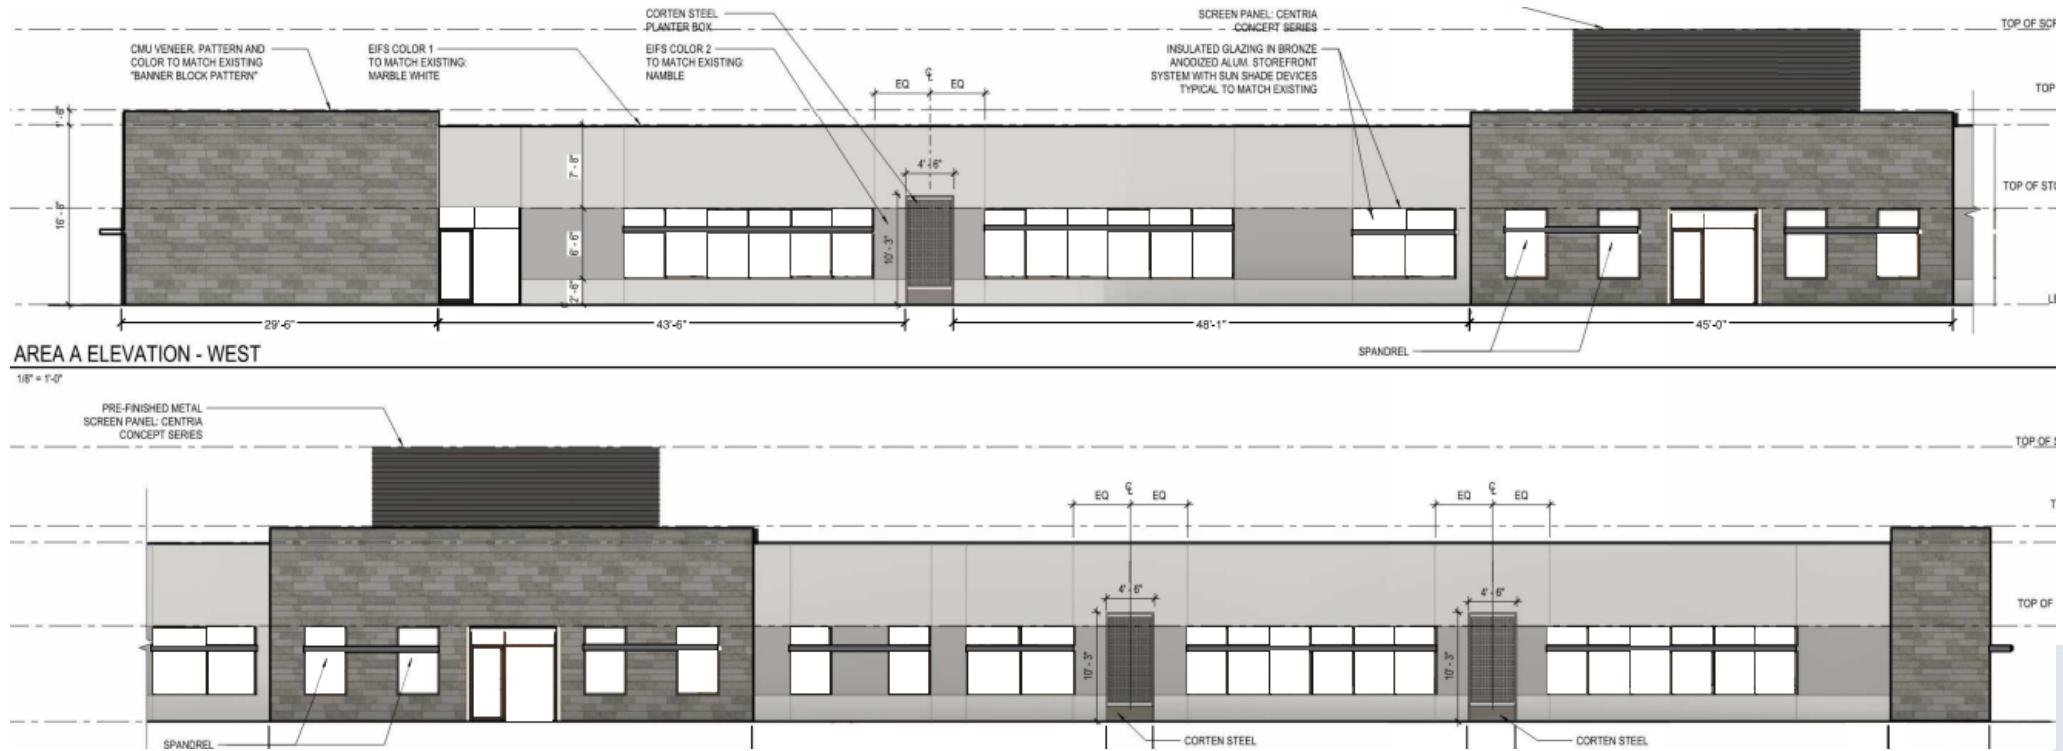 CORTEN STEEL
PLANTER BOX
SCREEN PANEL: CENTRIA
CONCEPT SERIES
TOP OF SCR
CMU VENEER. PATTERN AND
COLOR TO MATCH EXISTING
"BANNER BLOCK PATTERN"
EIFS COLOR 1
TO MATCH EXISTING:
MARBLE WHITE
EIFS COLOR 2
TO MATCH EXISTING:
NAMBLE
INSULATED GLAZING IN BRONZE
ANODIZED ALUM. STOREFRONT
SYSTEM WITH SUN SHADE DEVICES
TYPICAL TO MATCH EXISTING
EQ
EQ
TOP
7' - 8"
4' - 6"
TOP OF STO
6' - 6"
10' - 3"
2' - 6"
29'-6"
43'-6"
48'-1"
45'-0"
SPANDREL
AREA A ELEVATION - WEST
1/8" = 1'-0"
PRE-FINISHED METAL
SCREEN PANEL: CENTRIA
CONCEPT SERIES
TOP OF S
EQ
EQ
EQ
EQ
4' - 6"
4' - 6"
TOP OF
10' - 3"
10' - 3"
SPANDREL
CORTEN STEEL
CORTEN STEEL